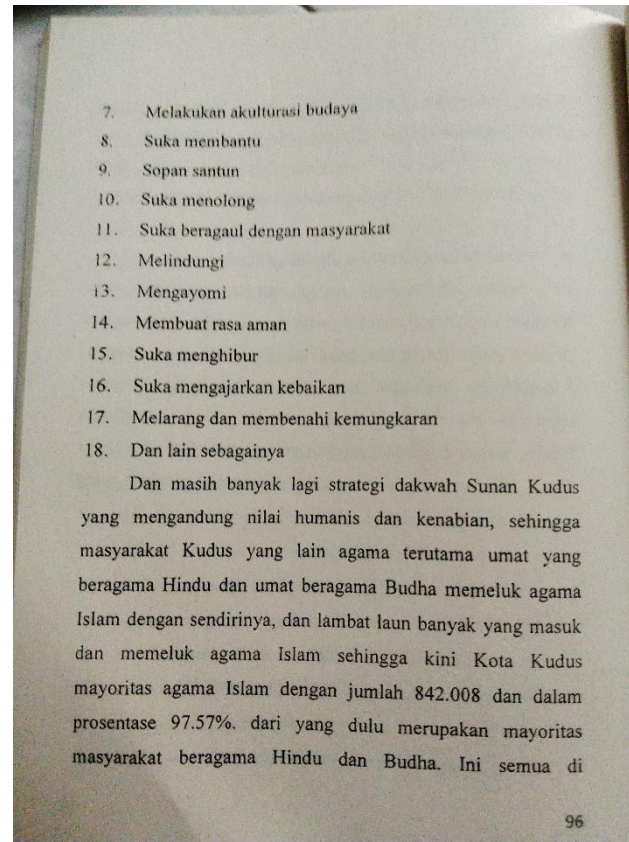 7. Melakukan akulturasi budaya
8. Suka membantu
9. Sopan santun
10. Suka menolong
11. Suka beragaul dengan masyarakat
12. Melindungi
13. Mengayomi
14. Membuat rasa aman
15. Suka menghibur
16. Suka mengajarkan kebaikan
17. Melarang dan membenahi kemungkaran
18. Dan lain sebagainya
Dan masih banyak lagi strategi dakwah Sunan Kudus
yang mengandung nilai humanis dan kenabian, sehingga
masyarakat Kudus yang lain agama terutama umat yang
beragama Hindu dan umat beragama Budha memeluk agama
Islam dengan sendirinya, dan lambat laun banyak yang masuk
dan memeluk agama Islam sehingga kini Kota Kudus
mayoritas agama Islam dengan jumlah 842.008 dan dalam
prosentase 97.57%. dari yang dulu merupakan mayoritas
masyarakat beragama Hindu dan Budha. Ini semua di
96